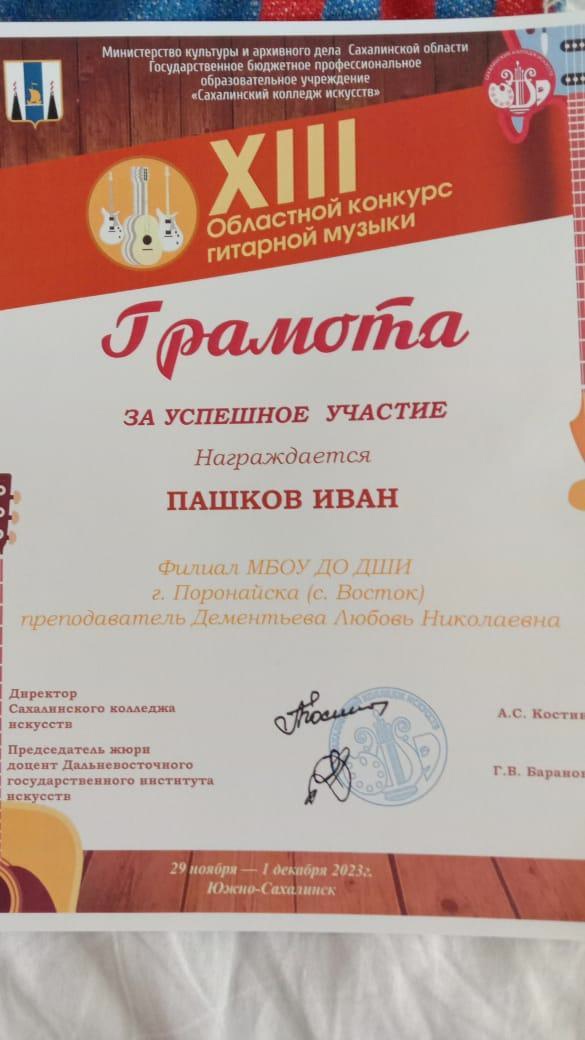 Министерство культуры и архивного дела Сахалинской области
Государственное бюджетное профессиональное
образовательное учреждение
«Сахалинский колледж искусств»
XIII
Областной конкурс
гитарной музыки
Грамота
ЗА УСПЕШНОЕ УЧАСТИЕ
Награждается
ПАШКОВ ИВАН
Филиал МБОУ ДО ДШИ
г. Поронайска (с. Восток)
преподаватель Дементьева Любовь Николаевна
Директор
Сахалинского колледжа
искусств
А.С. Костин
Председатель жюри
доцент Дальневосточного
государственного института
искусств
Г.В.
29 ноября — 1 декабря 2023г.
Южно-Сахалинск